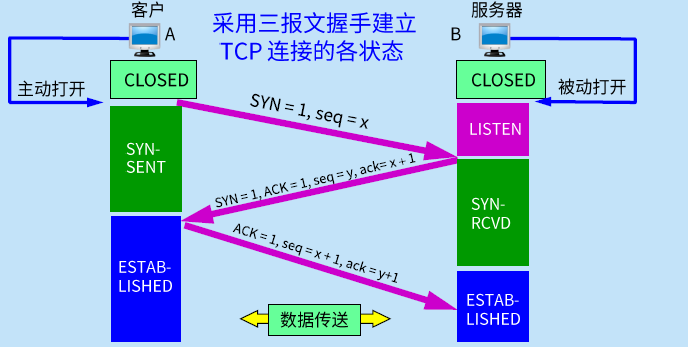 客户
服务器
采用三报文握手建立
TCP 连接的各状态
A
B
主动打开
CLOSED
CLOSED
被动打开
SYN = 1, seq = x
LISTEN
SYN-
SENT
SYN = 1, ACK = 1, seq = y, ack= x + 1
SYN-
RCVD
ACK = 1, seq = x + 1, ack = y+1
ESTAB-
LISHED
ESTAB-
LISHED
数据传送